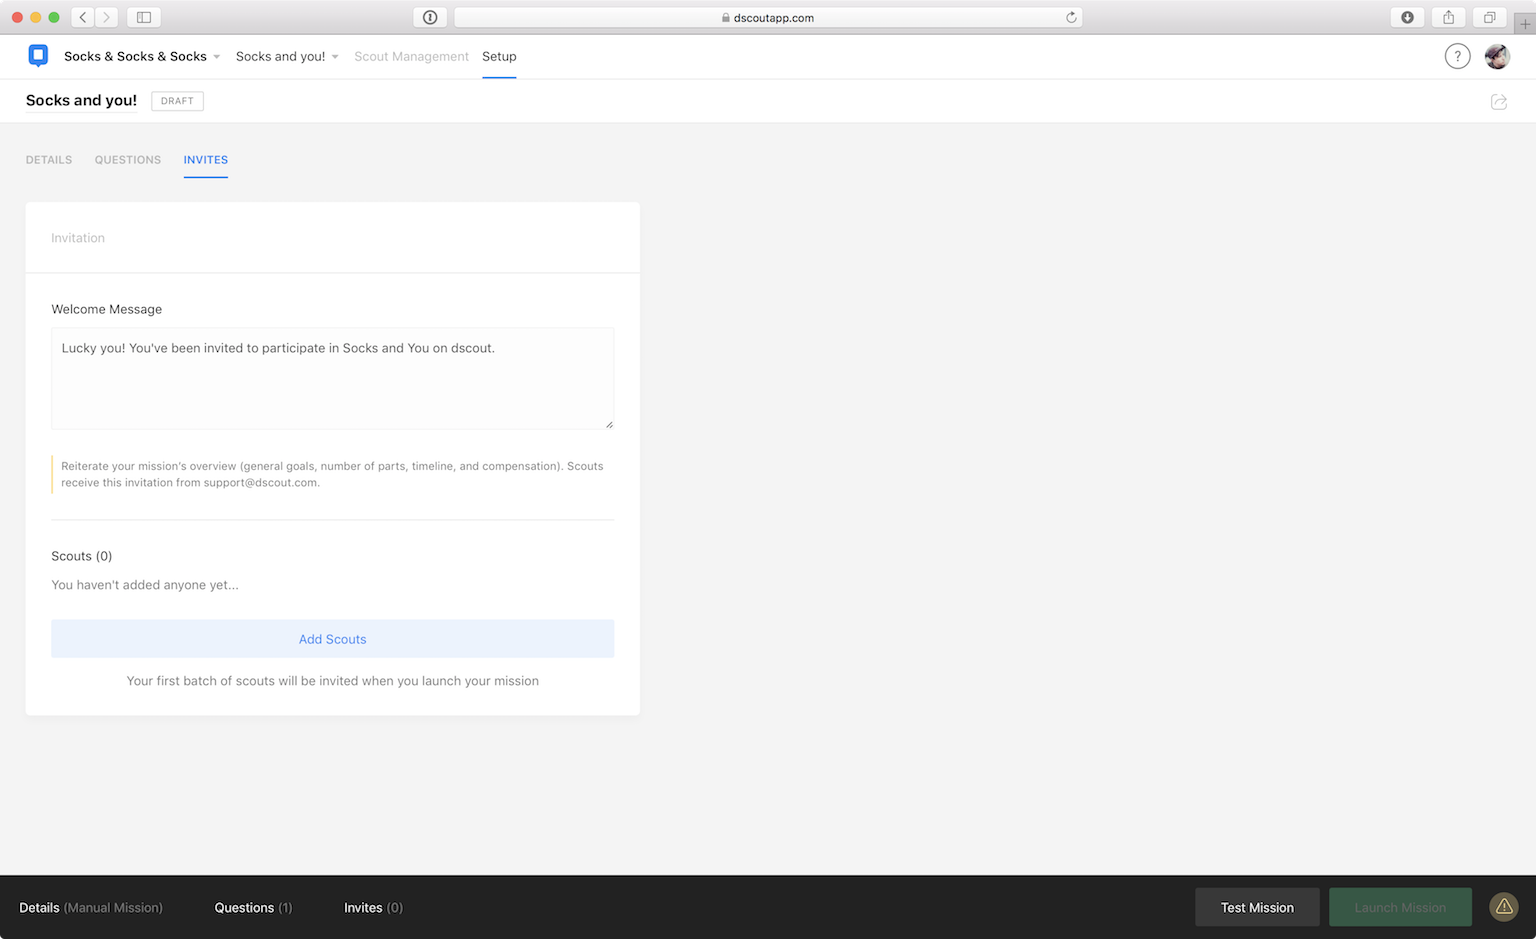 dscoutapp.com
Socks & Socks & Socks
Socks and you!
Scout Management
Setup
?
Socks and you!
DRAFT
DETAILS
QUESTIONS
INVITES
Invitation
Welcome Message
Lucky you! You've been invited to participate in Socks and You on dscout.
Reiterate your mission's overview (general goals, number of parts, timeline, and compensation). Scouts
receive this invitation from support@dscout.com.
Scouts (0)
You haven't added anyone yet...
Add Scouts
Your first batch of scouts will be invited when you launch your mission
Details (Manual Mission)
Questions (1)
Invites (0)
Test Mission
Launch Mission